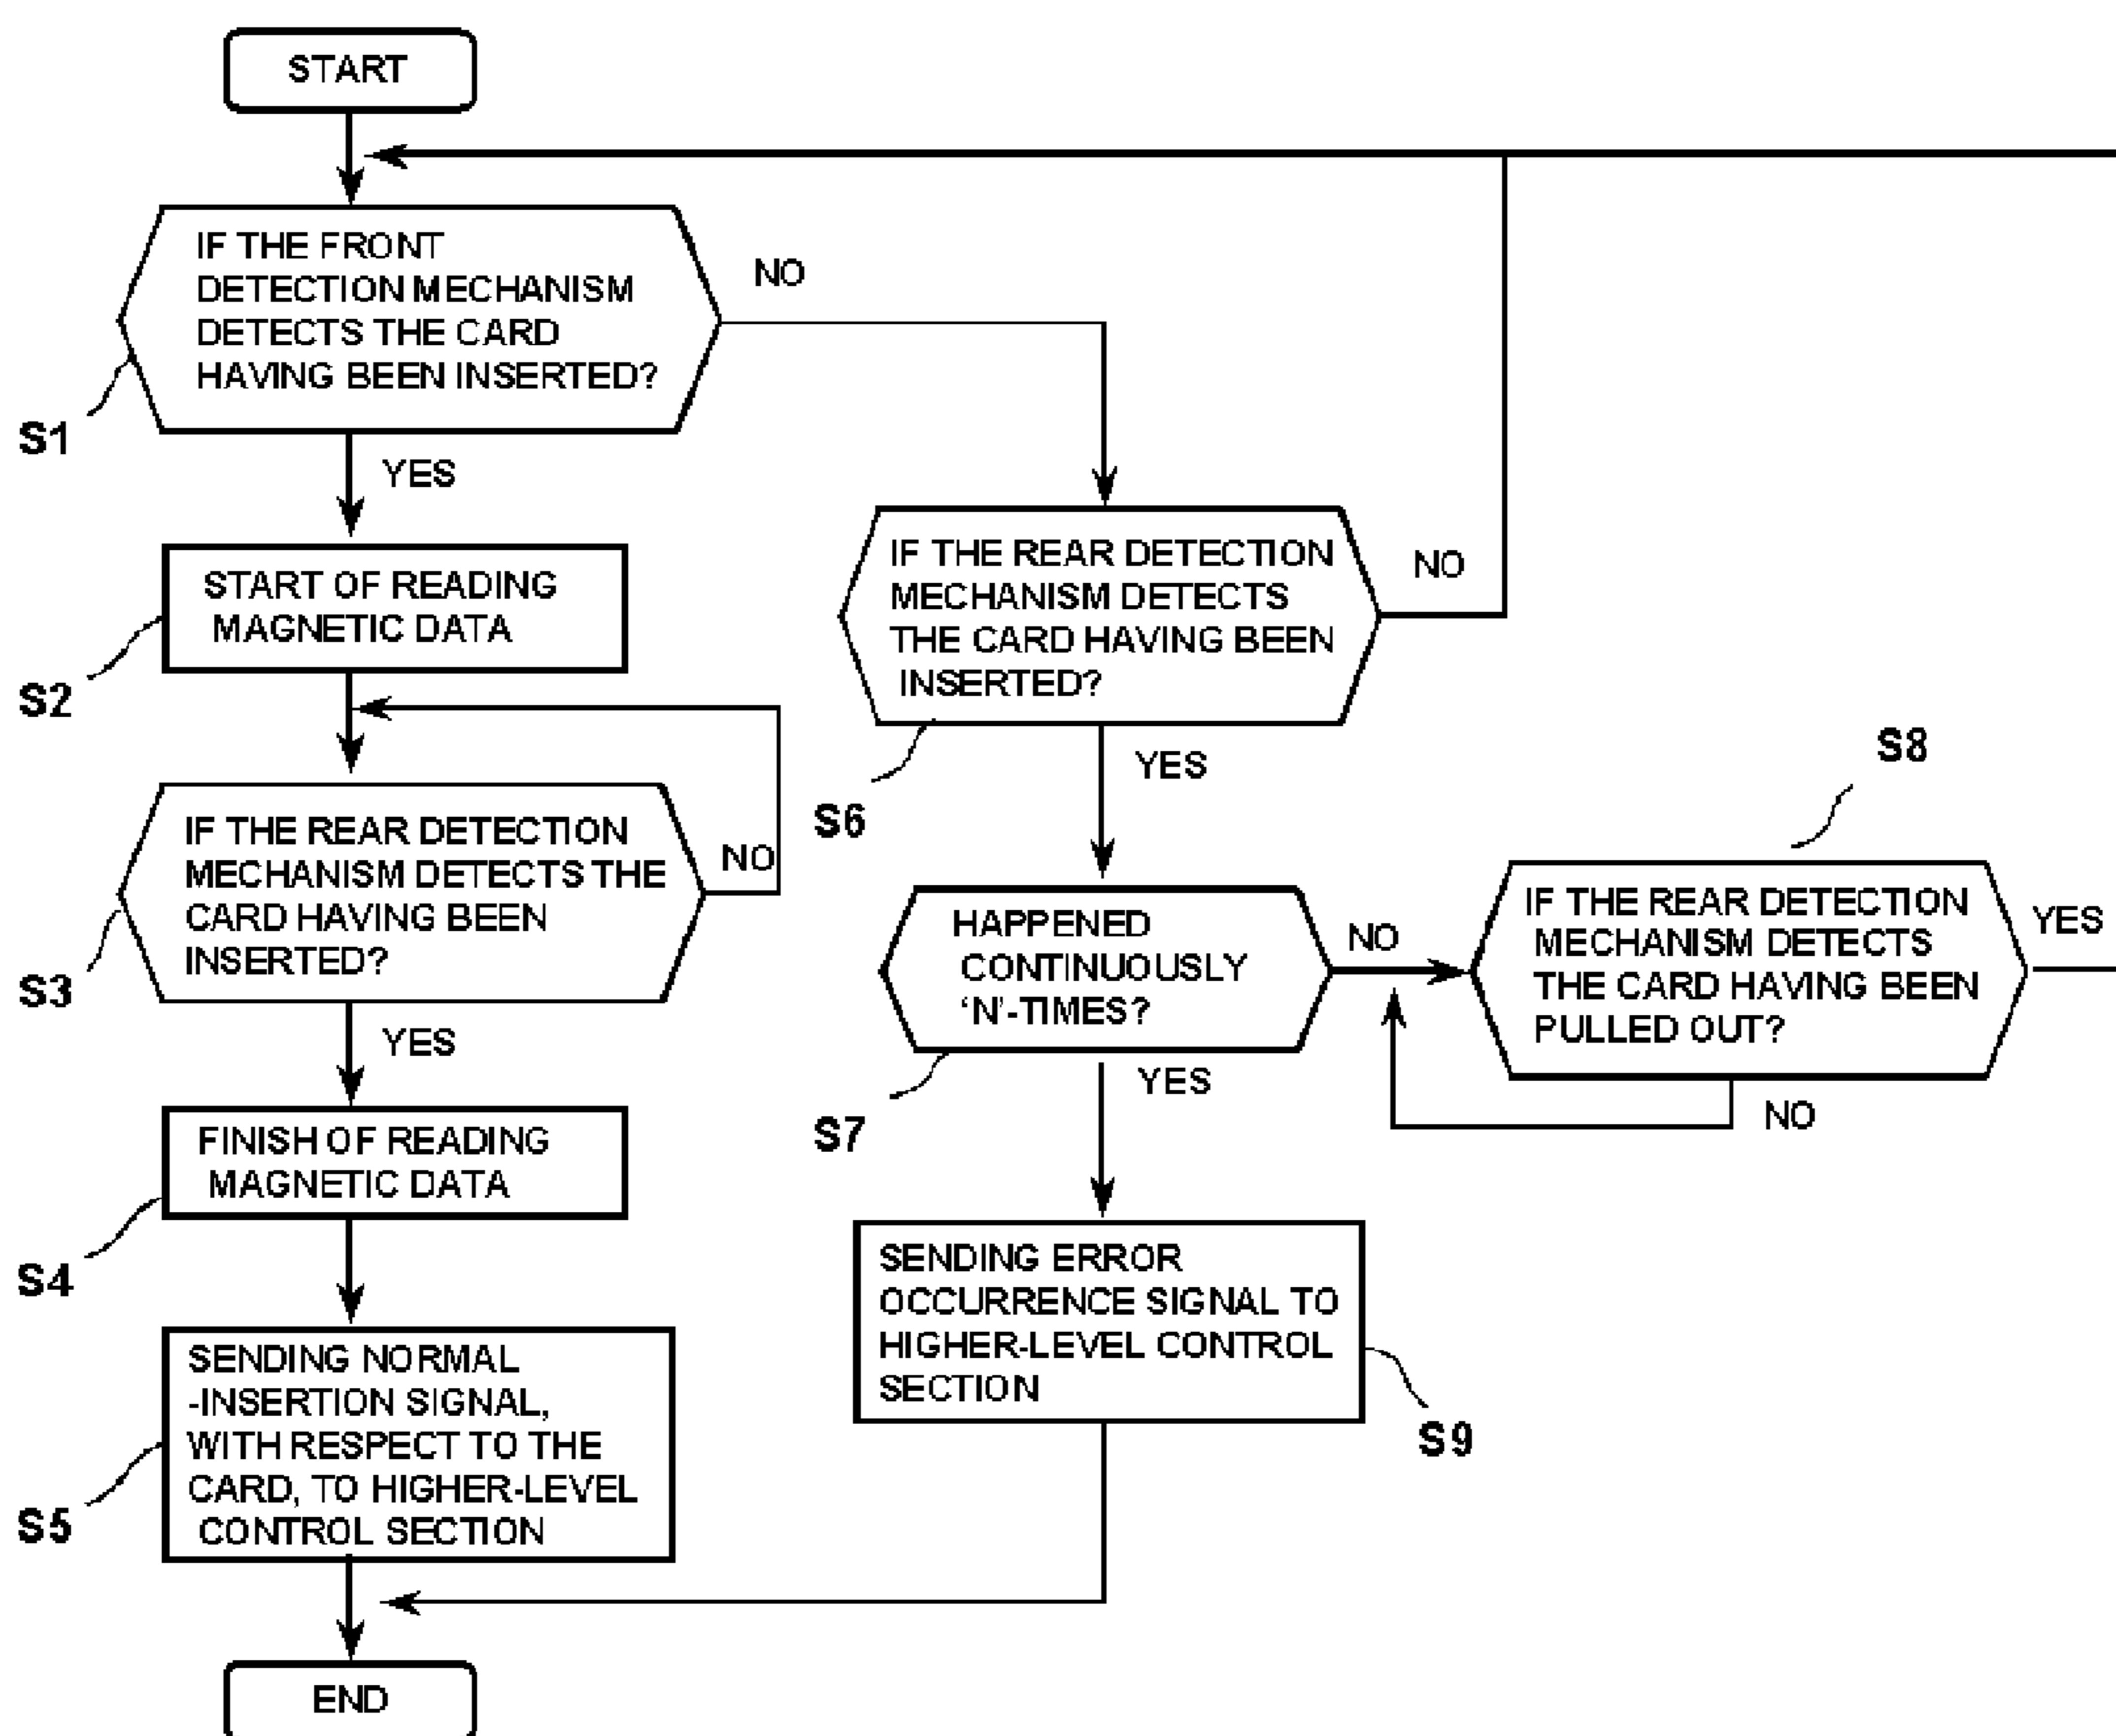 START
IF THE FRONT
DETECTION MECHANISM
DETECTS THE CARD
HAVING BEEN INSERTED?
NO
S1
YES
START OF READING
MAGNETIC DATA
S2
IF THE REAR DETECTION
MECHANISM DETECTS THE
CARD HAVING BEEN
INSERTED?
NO
S3
YES
FINISH OF READING
MAGNETIC DATA
S4
SENDING NORMAL
-INSERTION SIGNAL,
WITH RESPECT TO THE
CARD, TO HIGHER-LEVEL
CONTROL SECTION
S5
END
IF THE REAR DETECTION
MECHANISM DETECTS
THE CARD HAVING BEEN
INSERTED?
NO
S6
YES
HAPPENED
CONTINUOUSLY
‘N’-TIMES?
NO
S7
YES
S8
IF THE REAR DETECTION
MECHANISM DETECTS
THE CARD HAVING BEEN
PULLED OUT?
YES
NO
SENDING ERROR
OCCURRENCE SIGNAL TO
HIGHER-LEVEL CONTROL
SECTION
S9